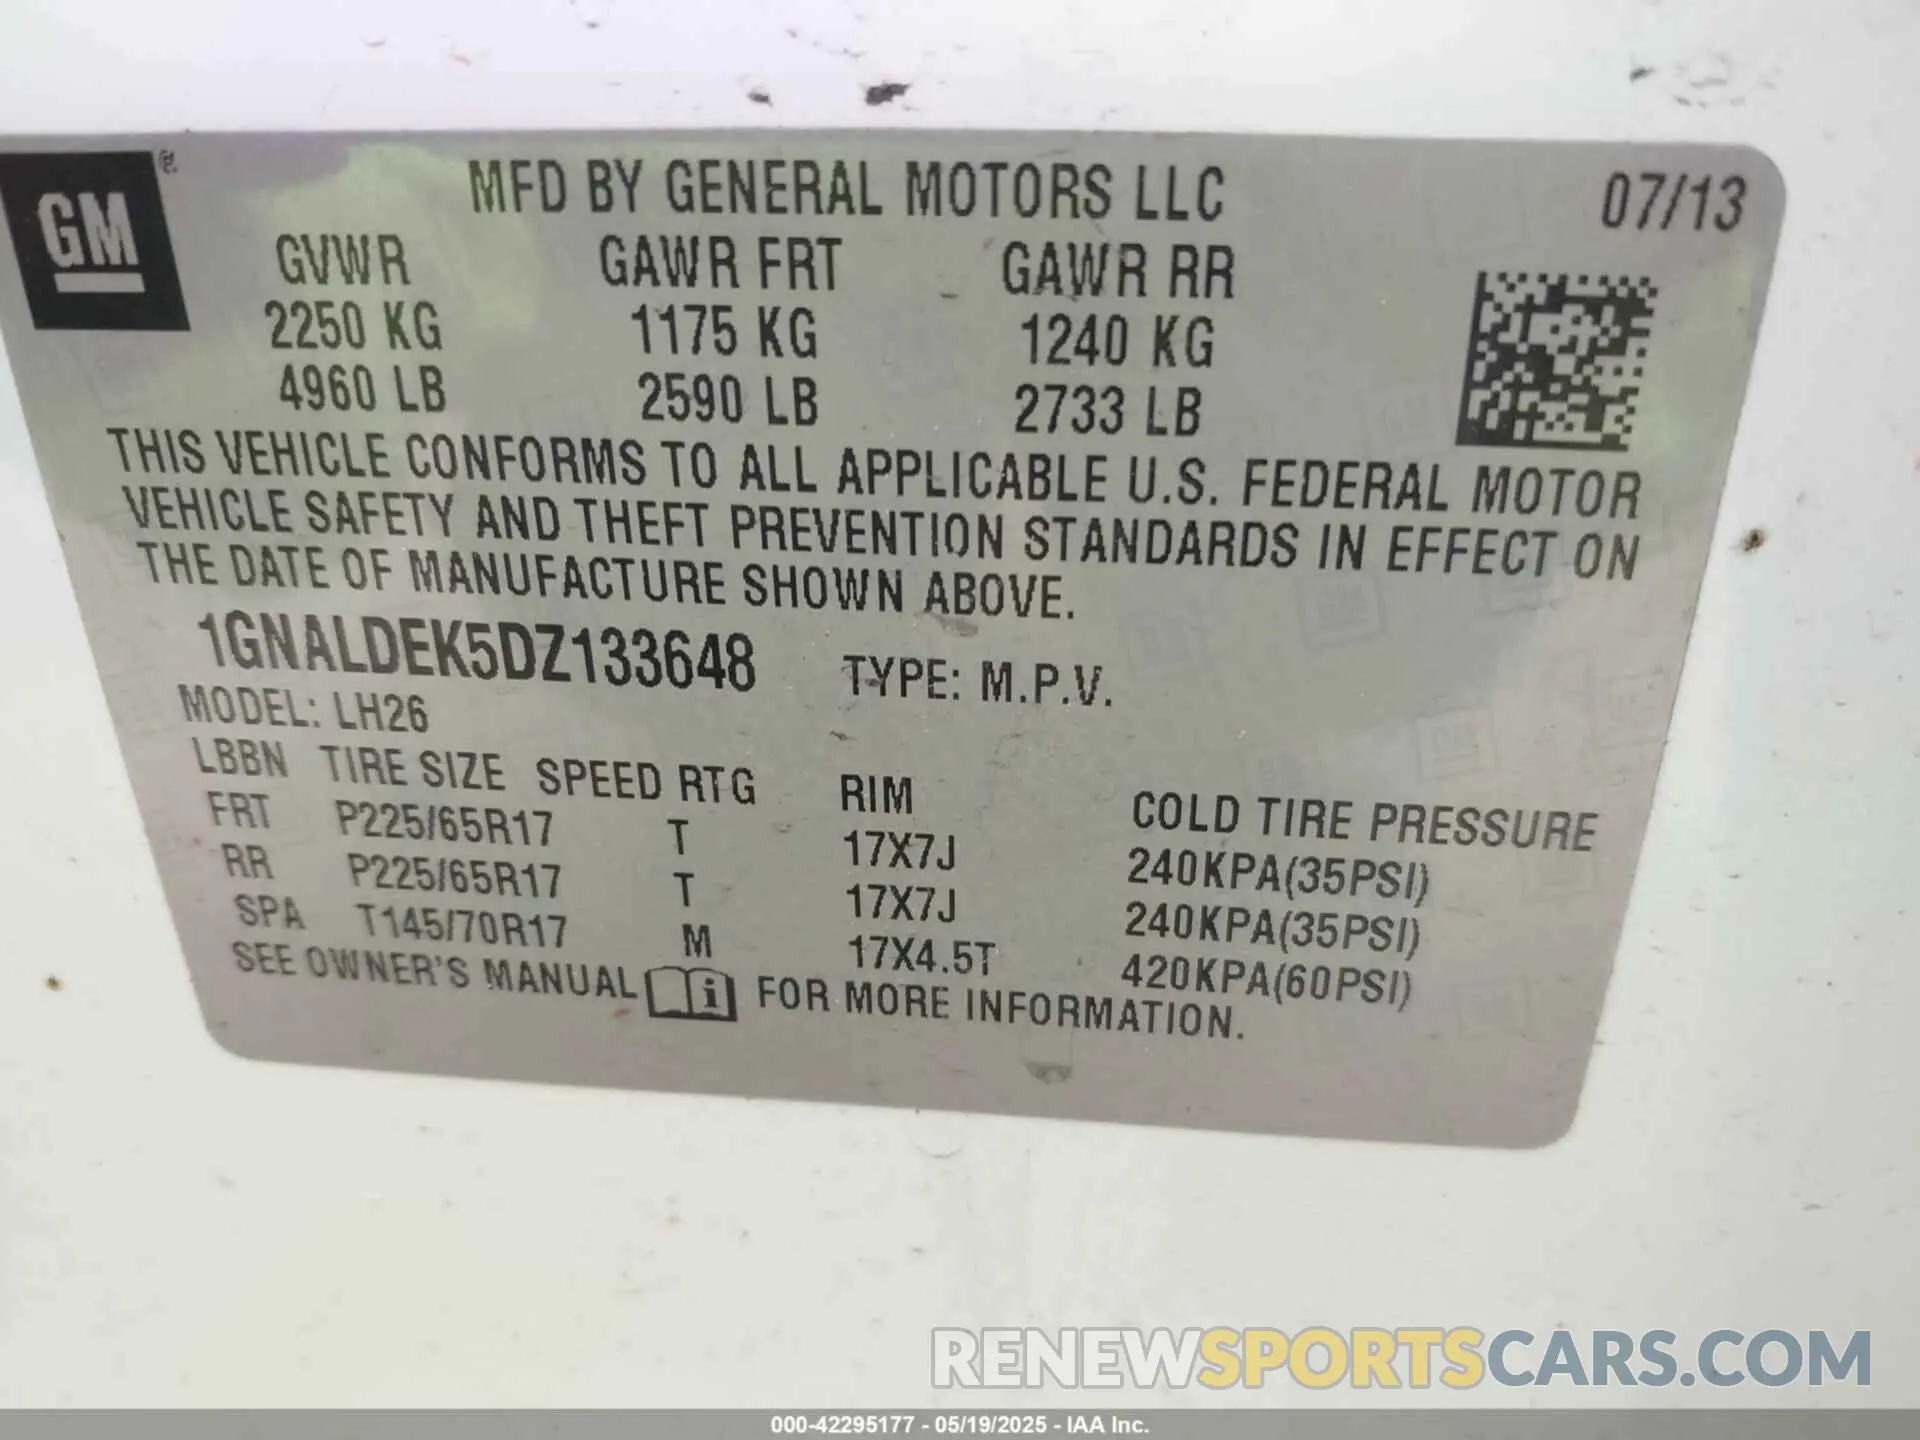 GM ®
MFD BY GENERAL MOTORS LLC 07/13
GVWR GAWR FRT GAWR RR
2250 KG 1175 KG 1240 KG
4960 LB 2590 LB 2733 LB
THIS VEHICLE CONFORMS TO ALL APPLICABLE U.S. FEDERAL MOTOR
VEHICLE SAFETY AND THEFT PREVENTION STANDARDS IN EFFECT ON
THE DATE OF MANUFACTURE SHOWN ABOVE.
1GNALDEK5DZ133648 TYPE: M.P.V.
MODEL: LH26
LBBN TIRE SIZE SPEED RTG RIM COLD TIRE PRESSURE
FRT P225/65R17 T 17X7J 240KPA(35PSI)
RR P225/65R17 T 17X7J 240KPA(35PSI)
SPA T145/70R17 M 17X4.5T 420KPA(60PSI)
SEE OWNER'S MANUAL i FOR MORE INFORMATION.
RENEWSPORTSCARS.COM
000-42295177 - 05/19/2025 - IAA Inc.